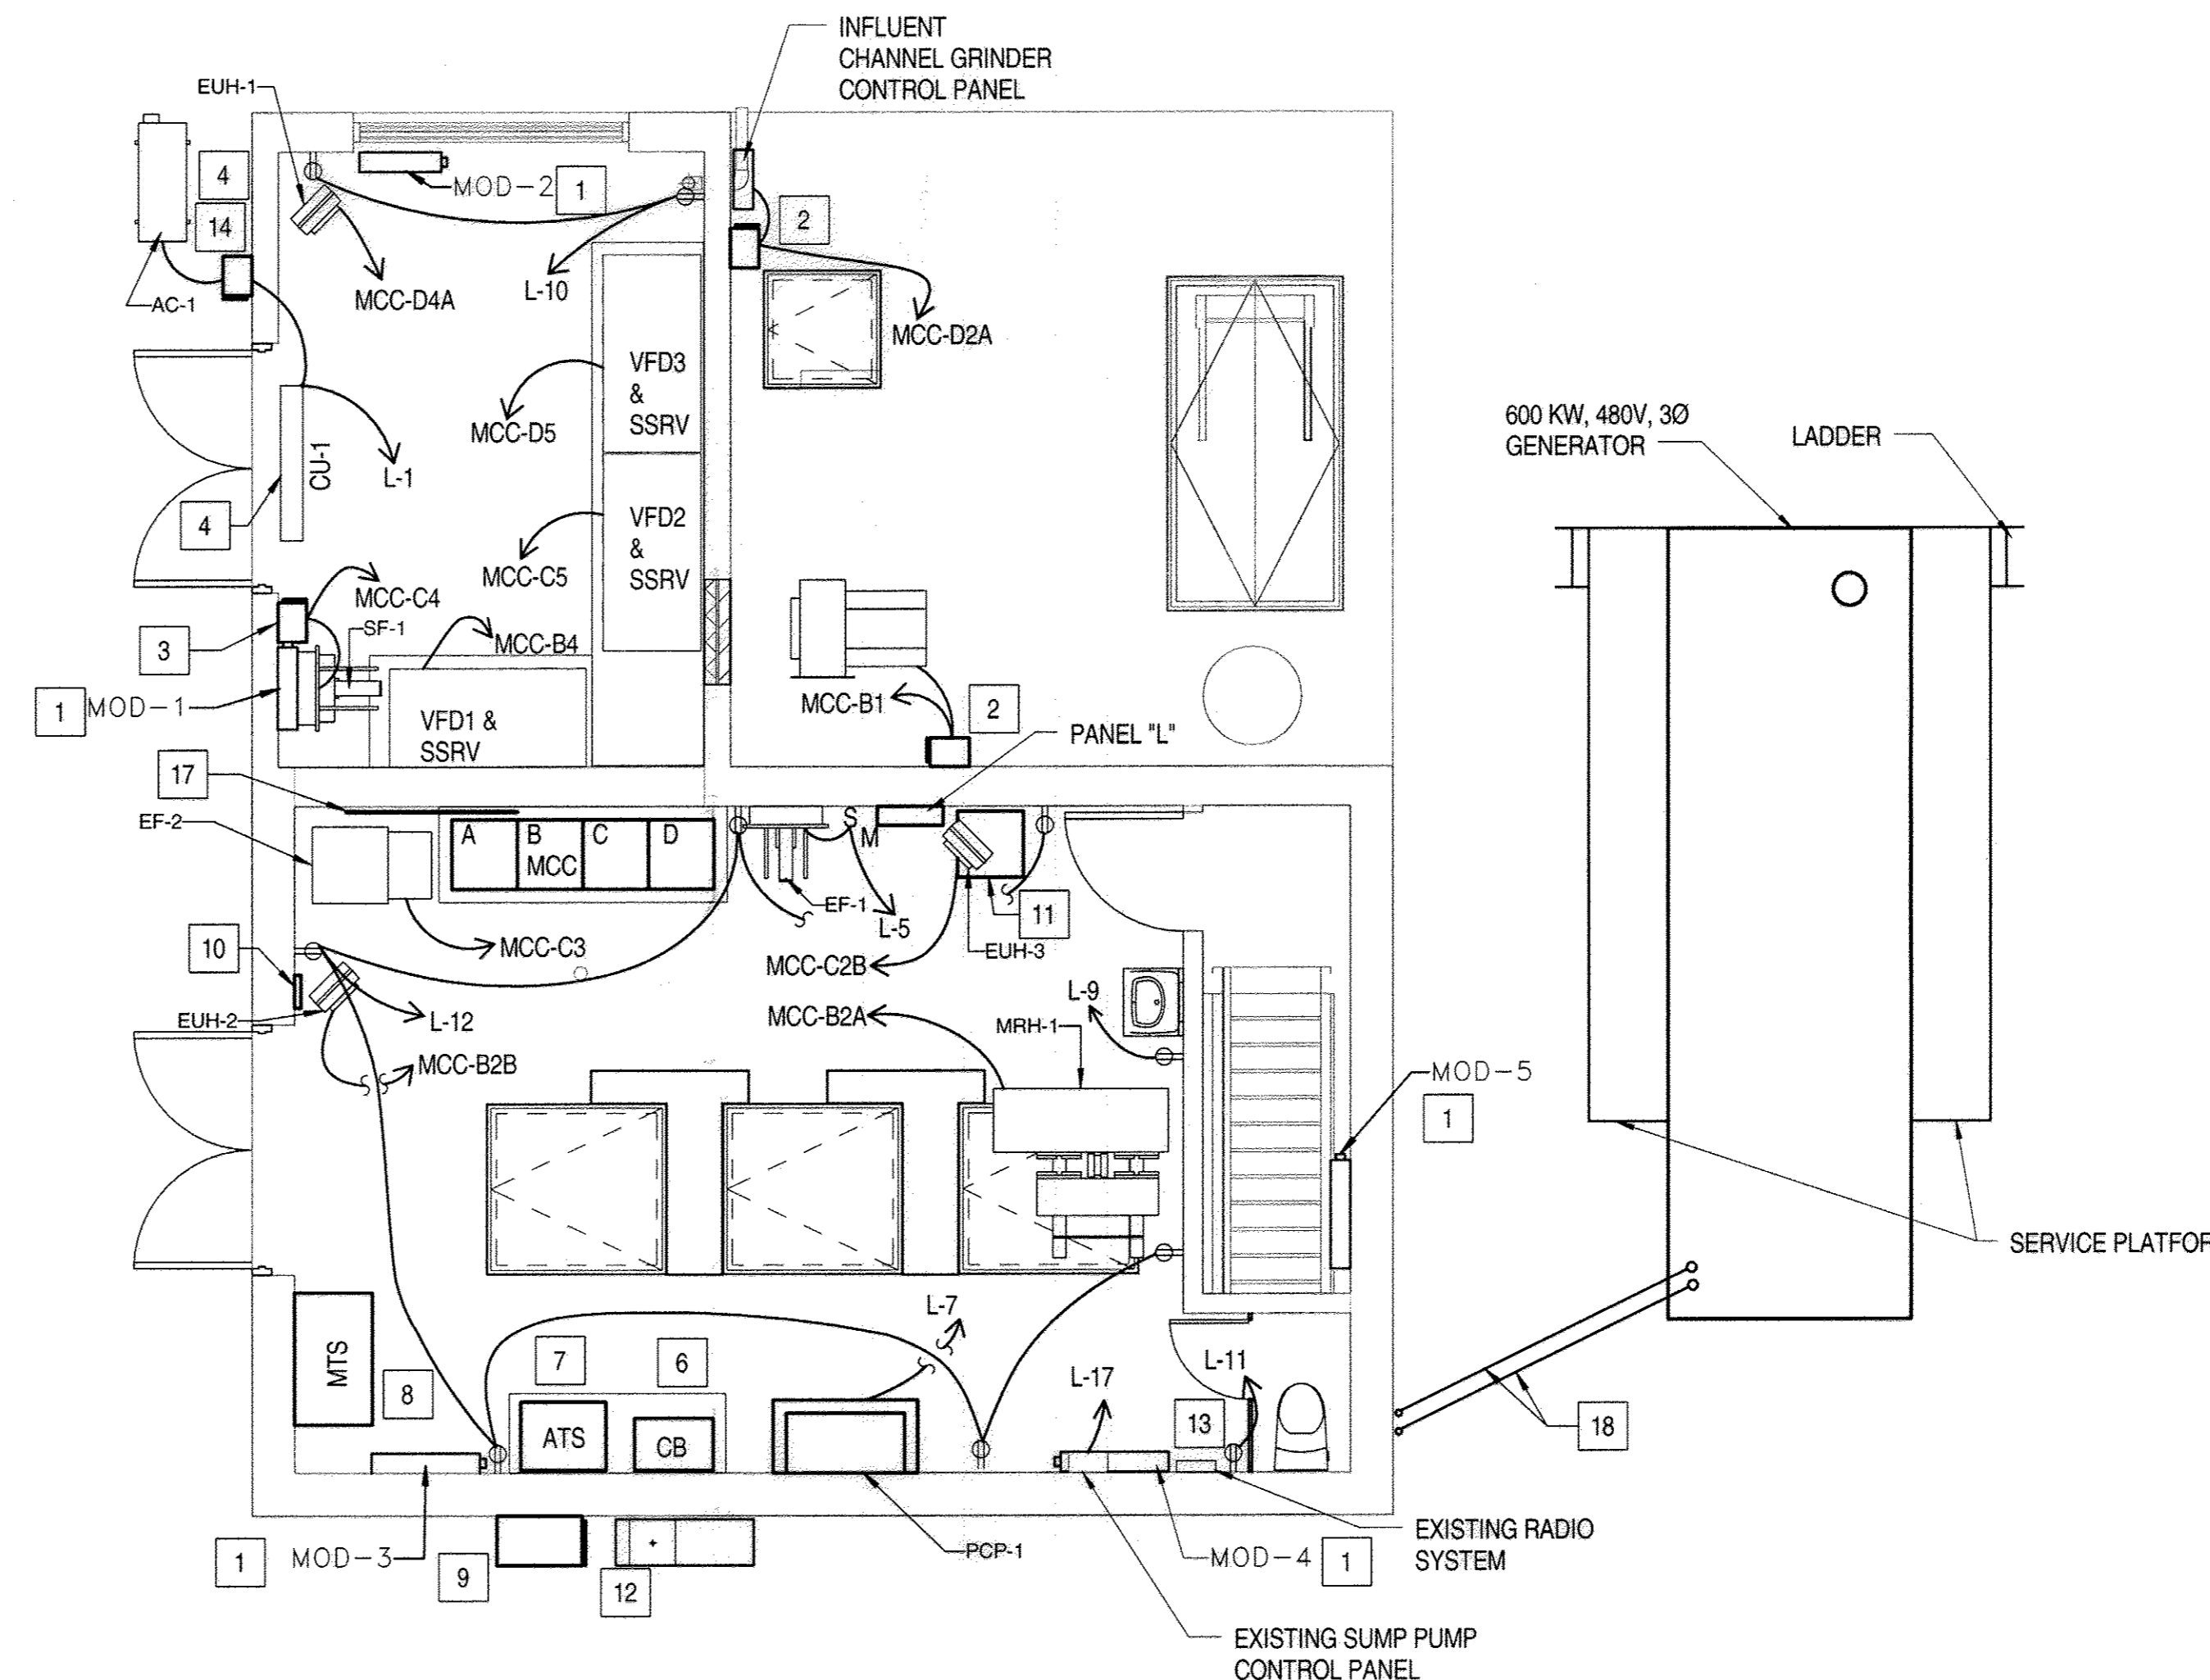 INFLUENT
CHANNEL GRINDER
CONTROL PANEL
EUH-1
4
14
MOD-2
1
2
AC-1
MCC-D4A
L-10
MCC-D2A
VFD3
&
SSRV
MCC-D5
CU-1
L-1
4
VFD2
&
SSRV
MCC-C5
600 KW, 480V, 3Ø
GENERATOR
LADDER
MCC-C4
SF-1
3
MCC-B4
1
MOD-1
VFD1 &
SSRV
MCC-B1
2
PANEL "L"
17
EF-2
A
B
C
D
MCC
S
M
EF-1
L-5
11
EUH-3
10
MCC-C3
MCC-C2B
L-9
EUH-2
L-12
MCC-B2A
MRH-1
MCC-B2B
MOD-5
1
SERVICE PLATFOR
L-7
MTS
8
7
6
ATS
CB
L-17
L-11
13
18
1
MOD-3
9
12
PCP-1
MOD-4
1
EXISTING RADIO
SYSTEM
EXISTING SUMP PUMP
CONTROL PANEL